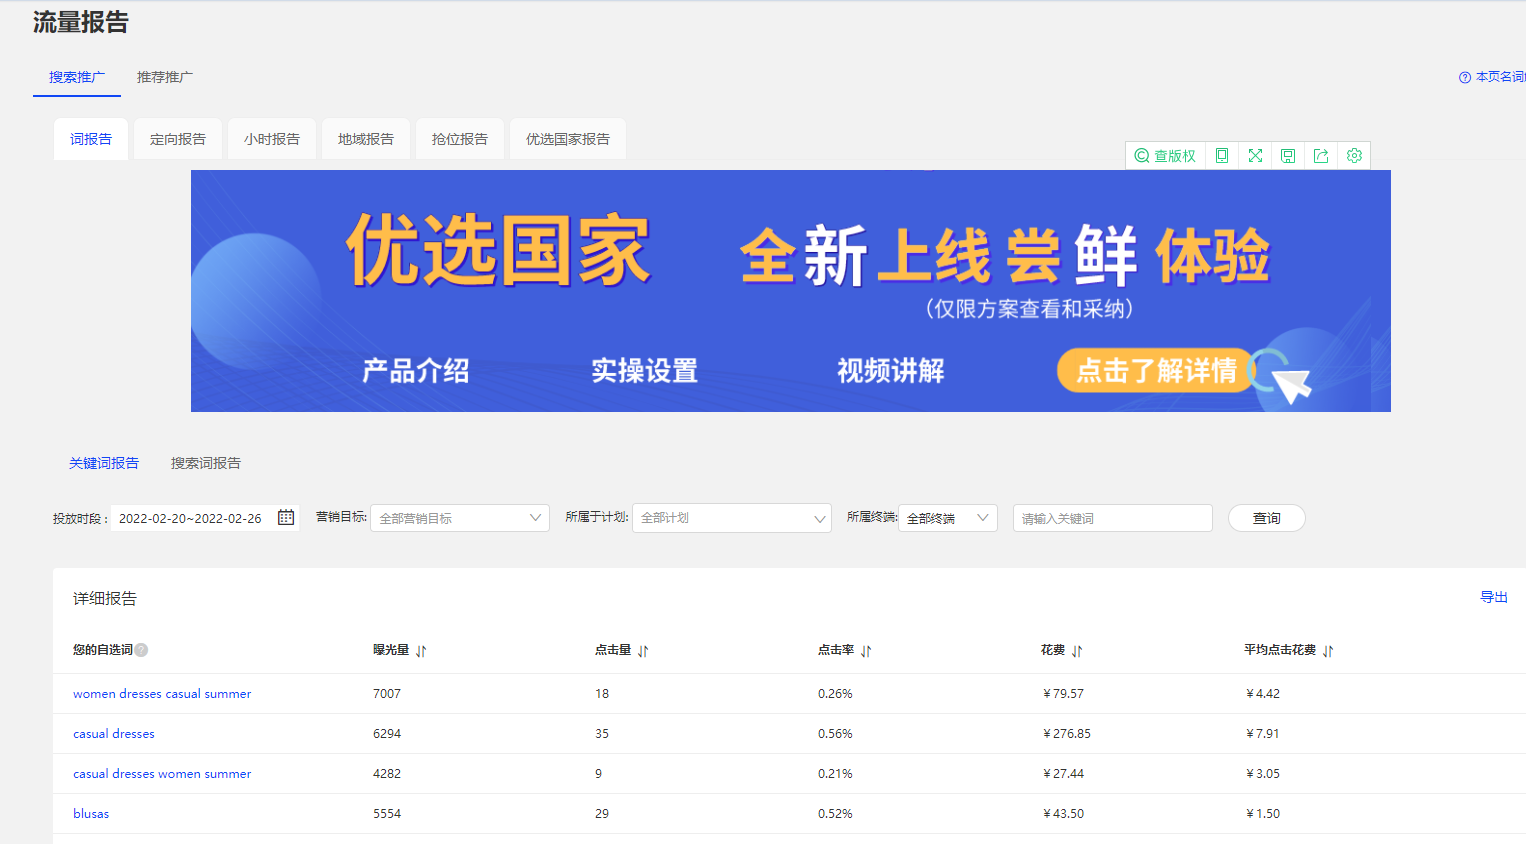 流量报告
搜索推广 推荐推广
本页名词
词报告 定向报告 小时报告 地域报告 抢位报告 优选国家报告
查版权
优选国家 全新上线尝鲜体验
（仅限方案查看和采纳）
产品介绍 实操设置 视频讲解 点击了解详情
关键词报告 搜索词报告
投放时段： 2022-02-20~2022-02-26 营销目标: 全部营销目标 所属于计划: 全部计划 所属终端: 全部终端 请输入关键词 查询
详细报告 导出
您的自选词 曝光量 点击量 点击率 花费 平均点击花费
women dresses casual summer 7007 18 0.26% ￥79.57 ￥4.42
casual dresses 6294 35 0.56% ￥276.85 ￥7.91
casual dresses women summer 4282 9 0.21% ￥27.44 ￥3.05
blusas 5554 29 0.52% ￥43.50 ￥1.50